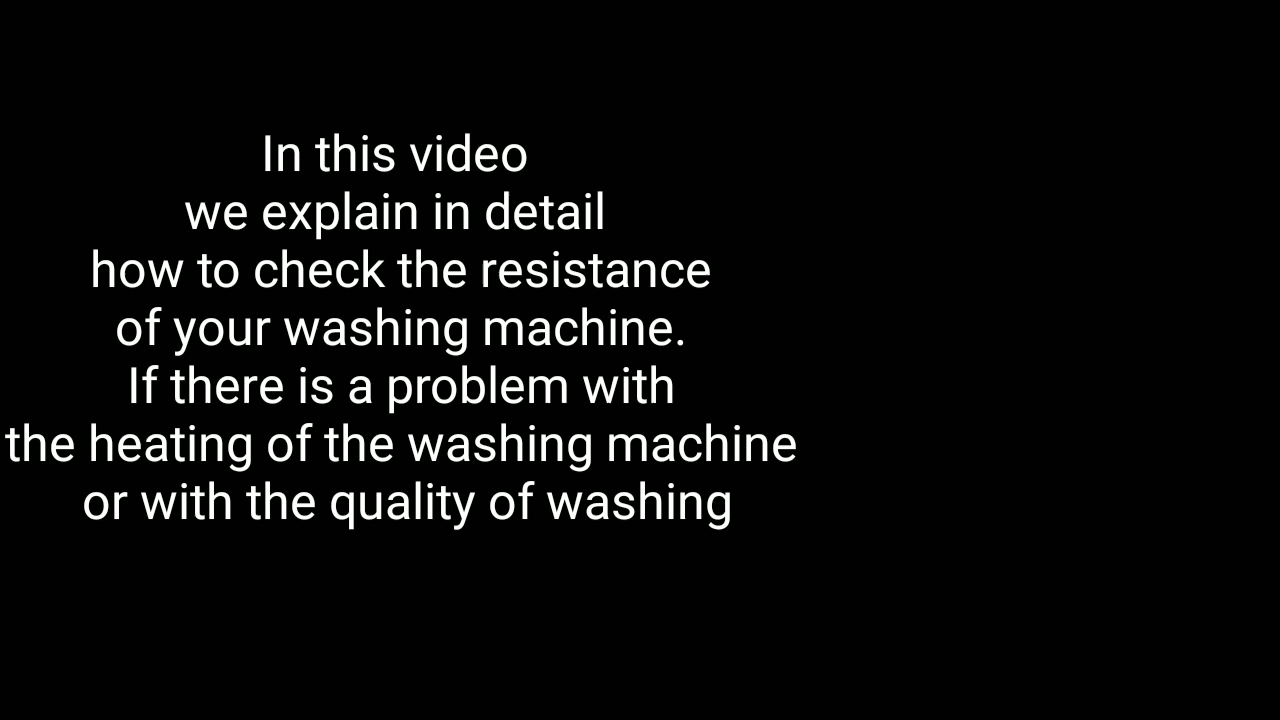 In this video
we explain in detail
how to check the resistance
of your washing machine.
If there is a problem with
the heating of the washing machine
or with the quality of washing